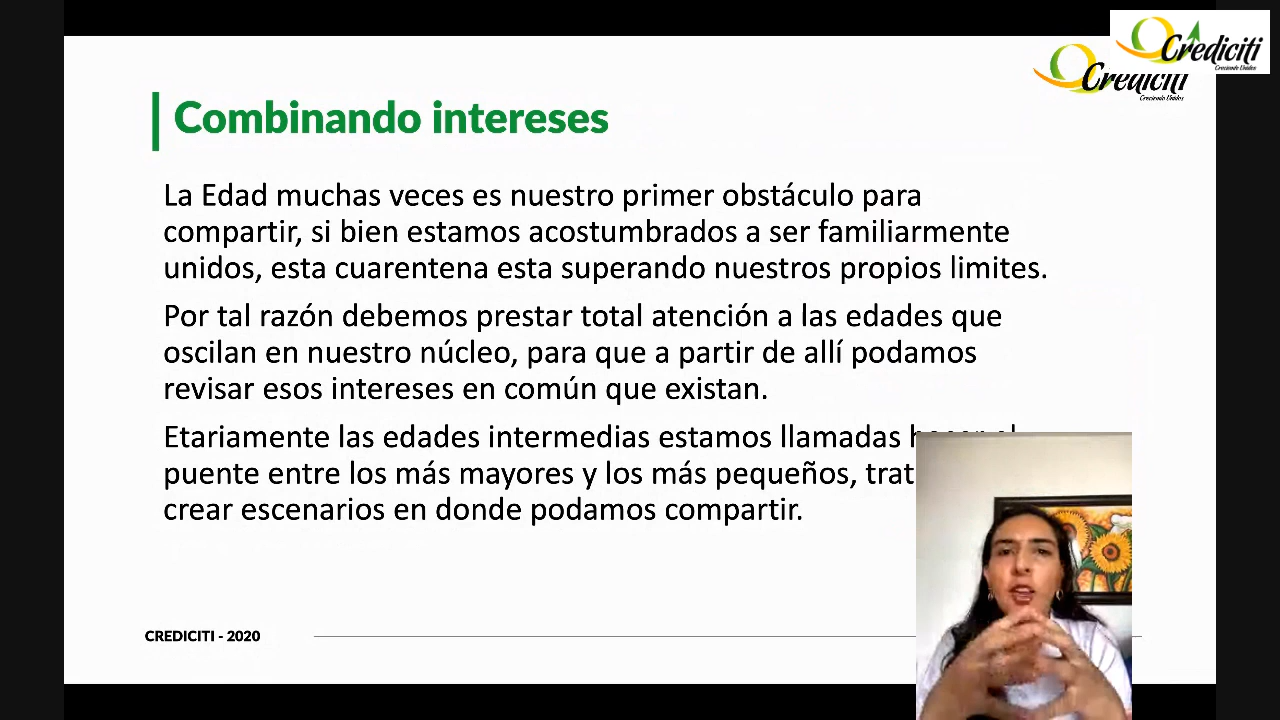 Crediciti
Creciendo Unidos
Crediciti
Creciendo Unidos
Combinando intereses
La Edad muchas veces es nuestro primer obstáculo para
compartir, si bien estamos acostumbrados a ser familiarmente
unidos, esta cuarentena esta superando nuestros propios limites.
Por tal razón debemos prestar total atención a las edades que
oscilan en nuestro núcleo, para que a partir de allí podamos
revisar esos intereses en común que existan.
Etariamente las edades intermedias estamos llamadas
puente entre los más mayores y los más pequeños,
crear escenarios en donde podamos compartir.
CREDICITI - 2020